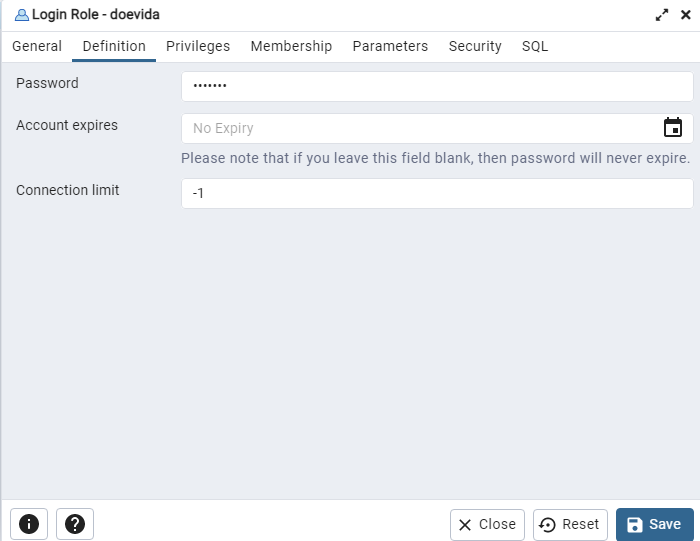 Login Role - doevida
General Definition Privileges Membership Parameters Security SQL
Password •••••••
Account expires No Expiry
Please note that if you leave this field blank, then password will never expire.
Connection limit -1
Close Reset Save